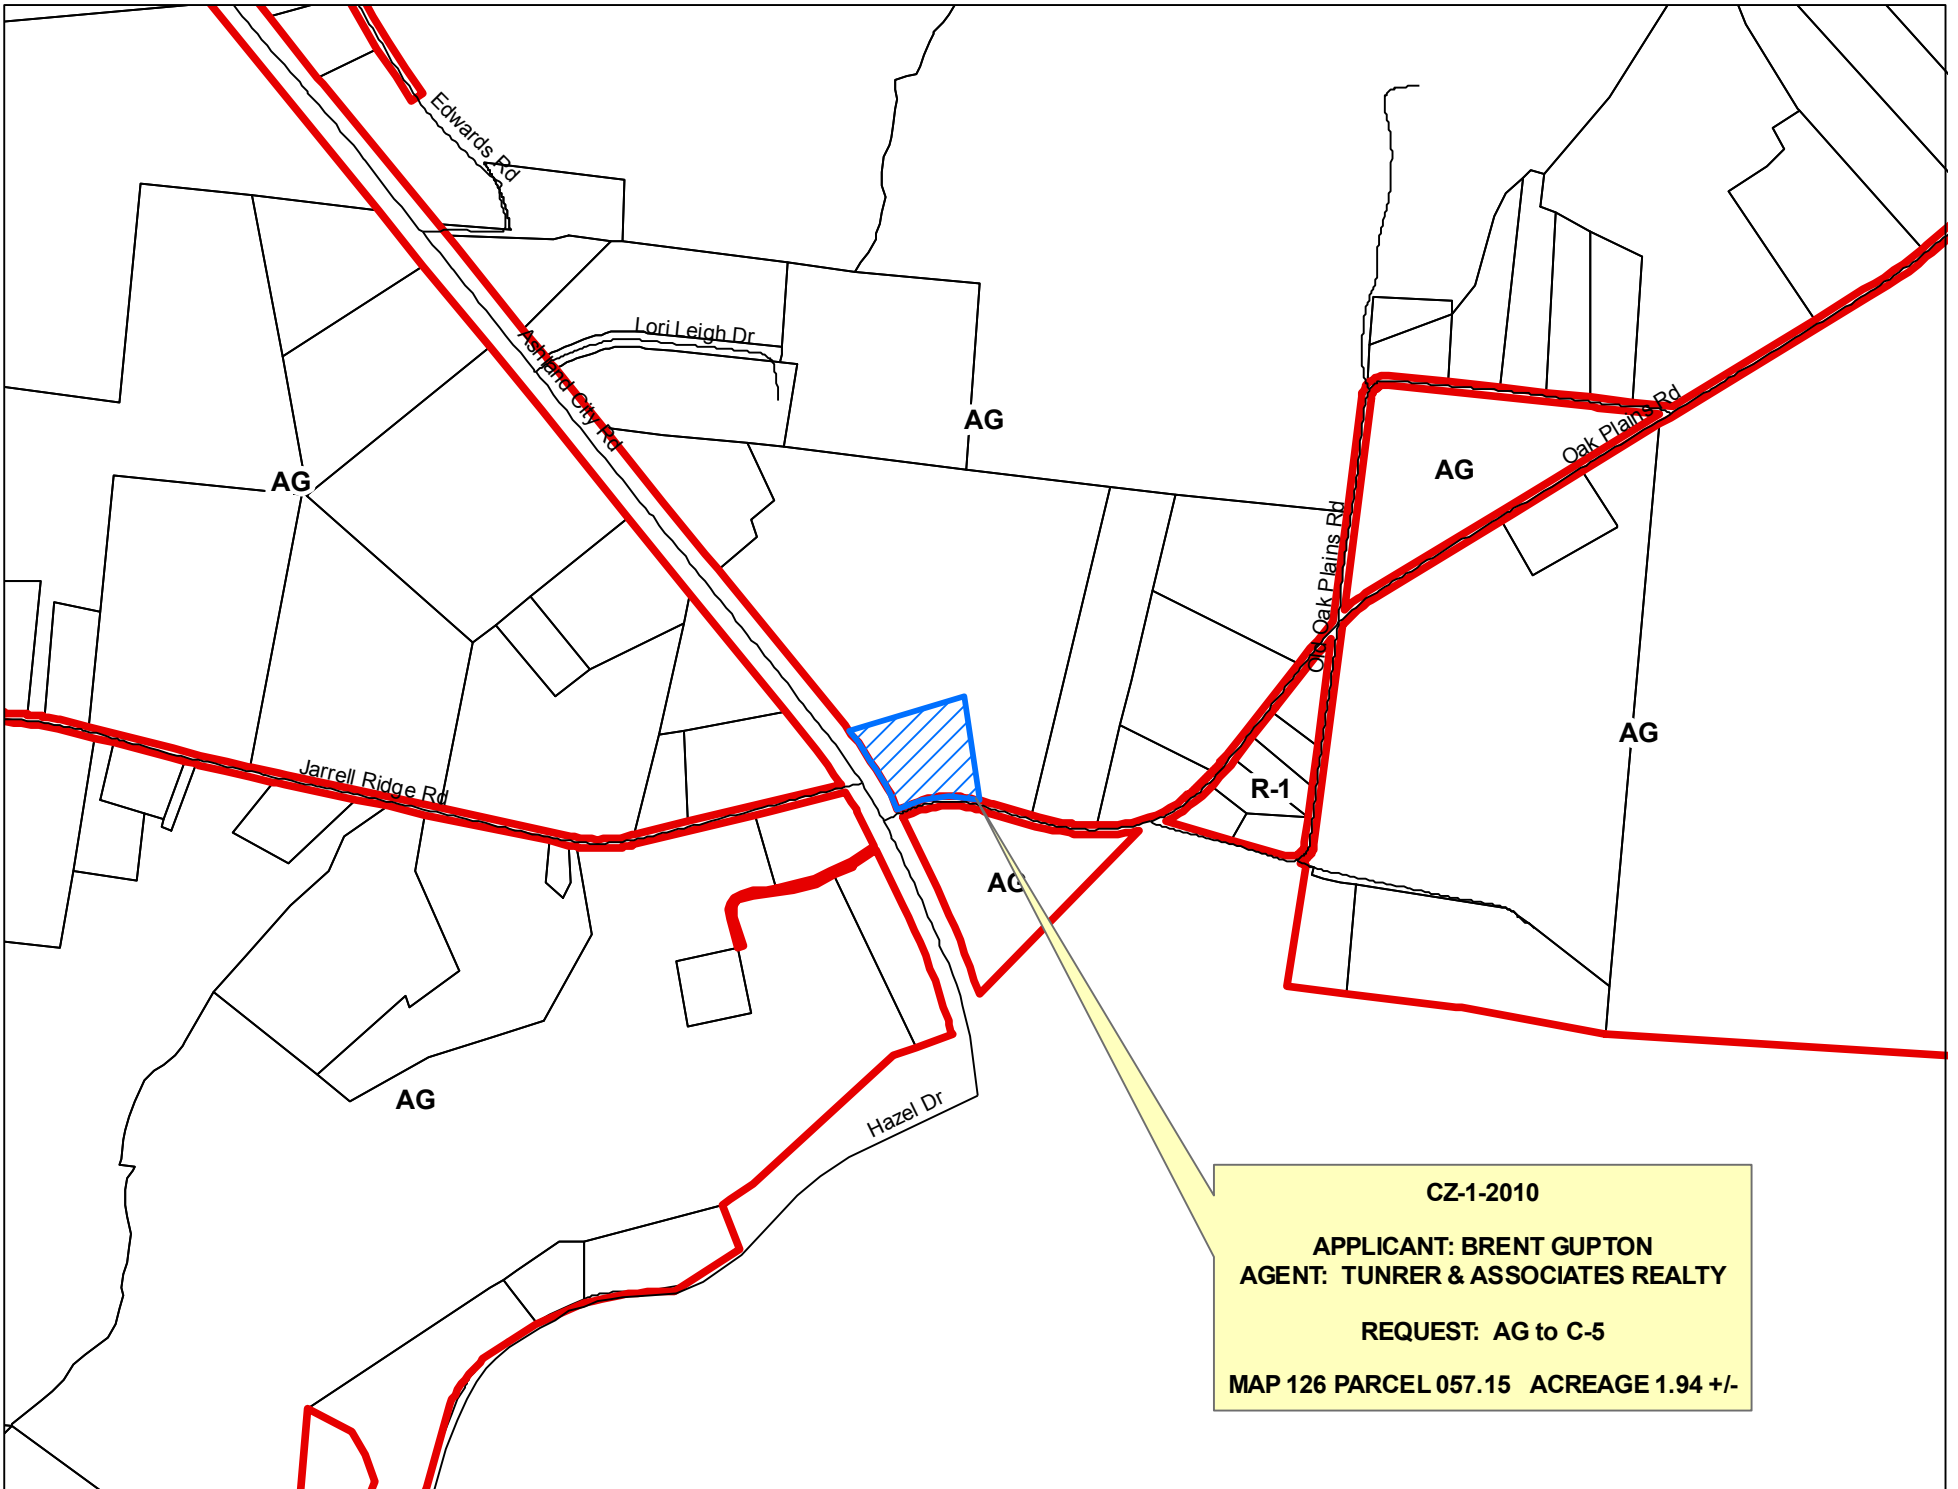 Edwards Rd
Lori Leigh Dr
Ashland City Rd
AG
Oak Plains Rd
AG
AG
Old Oak Plains Rd
AG
Jarrell Ridge Rd
R-1
AG
AG
Hazel Dr
CZ-1-2010
APPLICANT: BRENT GUPTON
AGENT: TUNRER & ASSOCIATES REALTY
REQUEST: AG to C-5
MAP 126 PARCEL 057.15 ACREAGE 1.94 +/-